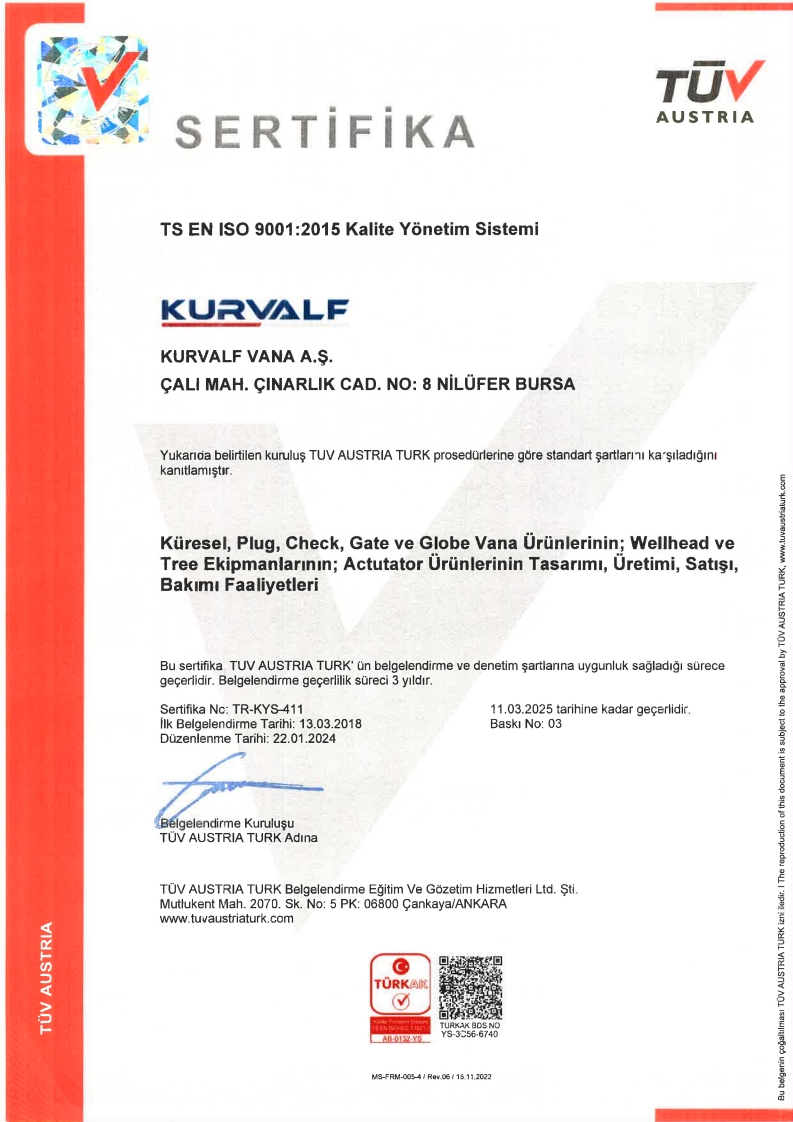 TÜV
AUSTRIA
SERTİFİKA
TS EN ISO 9001:2015 Kalite Yönetim Sistemi
KURVALF
KURVALF VANA A.Ş.
ÇALI MAH. ÇINARLIK CAD. NO: 8 NİLÜFER BURSA
Yukarıda belirtilen kuruluş TUV AUSTRIA TURK prosedürlerine göre standart şartlarını karşıladığını
kanıtlamıştır.
Küresel, Plug, Check, Gate ve Globe Vana Ürünlerinin; Wellhead ve
Tree Ekipmanlarının; Actutator Ürünlerinin Tasarımı, Üretimi, Satışı,
Bakımı Faaliyetleri
Bu sertifika TUV AUSTRIA TURK' ün belgelendirme ve denetim şartlarına uygunluk sağladığı sürece
geçerlidir. Belgelendirme geçerlilik süreci 3 yıldır.
Sertifika No: TR-KYS-411
İlk Belgelendirme Tarihi: 13.03.2018
Düzenlenme Tarihi: 22.01.2024
11.03.2025 tarihine kadar geçerlidir.
Baskı No: 03
Belgelendirme Kuruluşu
TÜV AUSTRIA TURK Adına
TÜV AUSTRIA TURK Belgelendirme Eğitim Ve Gözetim Hizmetleri Ltd. Şti.
Mutlukent Mah. 2070. Sk. No: 5 PK: 06800 Çankaya/ANKARA
www.tuvaustriaturk.com
TÜRKAK
Kalite Yönetim Sistemi
TS EN ISO/IEC 17021-1
AB-0132-YS
TÜRKAK BDS NO
YS-3C56-6740
MS-FRM-005-4 / Rev.06 / 15.11.2022
TÜV AUSTRIA
Bu belgenin çoğaltılması TÜV AUSTRIA TURK izni iledir. I The reproduction of this document is subject to the approval by TÜV AUSTRIA TURK, www.tuvaustriaturk.com